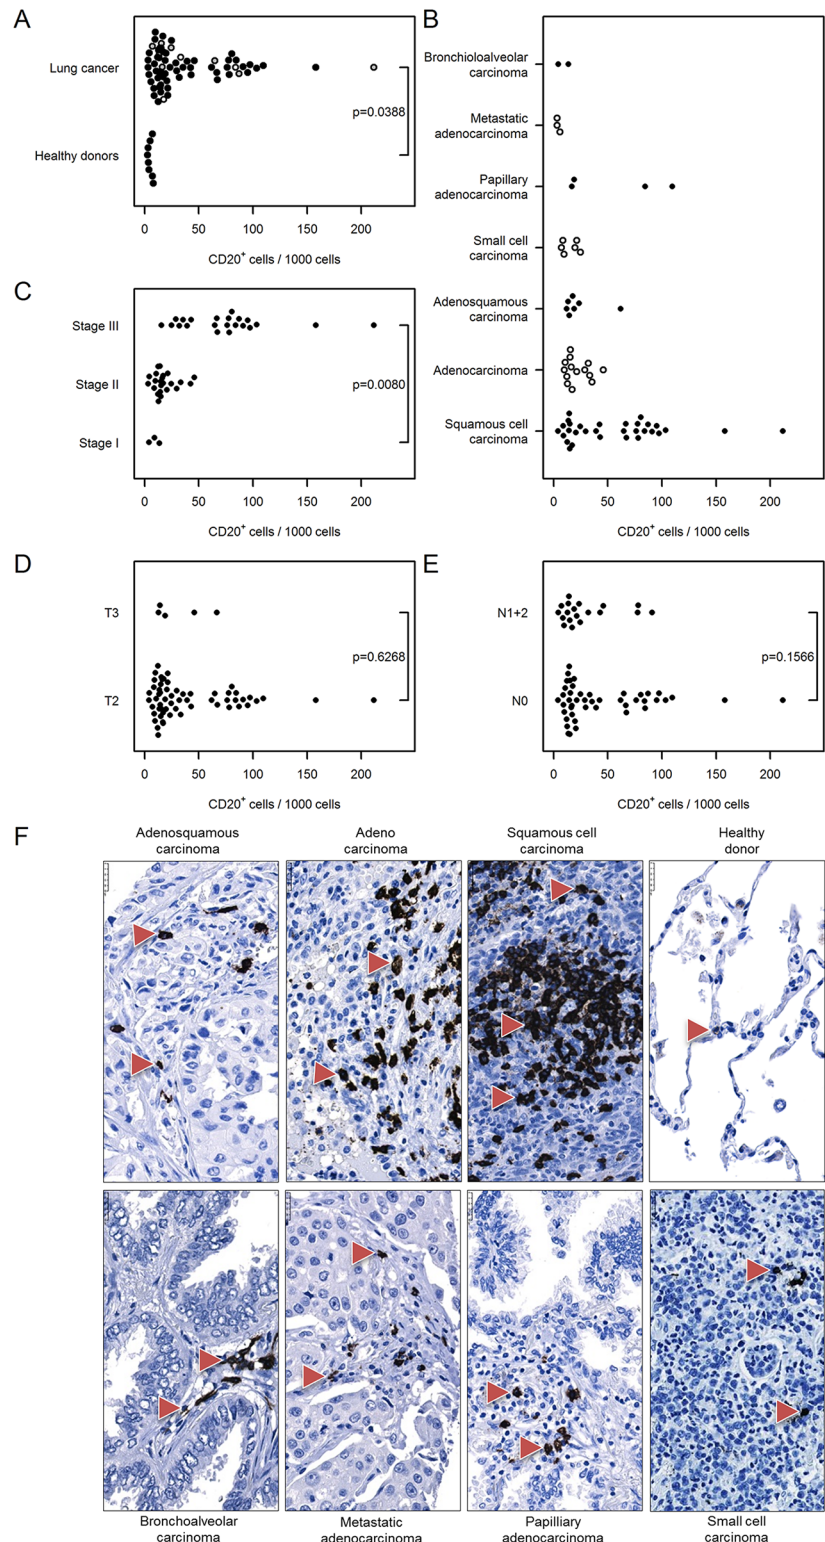 A
Lung cancer
p=0.0388
Healthy donors
0 50 100 150 200
CD20+ cells / 1000 cells
B
Bronchioloalveolar
carcinoma
Metastatic
adenocarcinoma
Papillary
adenocarcinoma
Small cell
carcinoma
Adenosquamous
carcinoma
Adenocarcinoma
Squamous cell
carcinoma
0 50 100 150 200
CD20+ cells / 1000 cells
C
Stage III
Stage II
p=0.0080
Stage I
0 50 100 150 200
CD20+ cells / 1000 cells
D
T3
p=0.6268
T2
0 50 100 150 200
CD20+ cells / 1000 cells
E
N1+2
p=0.1566
N0
0 50 100 150 200
CD20+ cells / 1000 cells
F
Adenosquamous
carcinoma
Adeno
carcinoma
Squamous cell
carcinoma
Healthy
donor
Bronchoalveolar
carcinoma
Metastatic
adenocarcinoma
Papilliary
adenocarcinoma
Small cell
carcinoma